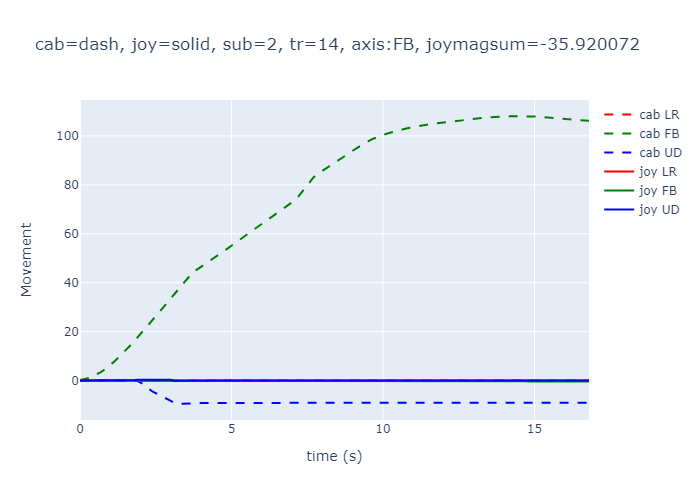 cab=dash, joy=solid, sub=2, tr=14, axis:FB, joymagsum=-35.920072
cab LR
cab FB
cab UD
joy LR
joy FB
joy UD
Movement
100
80
60
40
20
0
0
5
10
15
time (s)